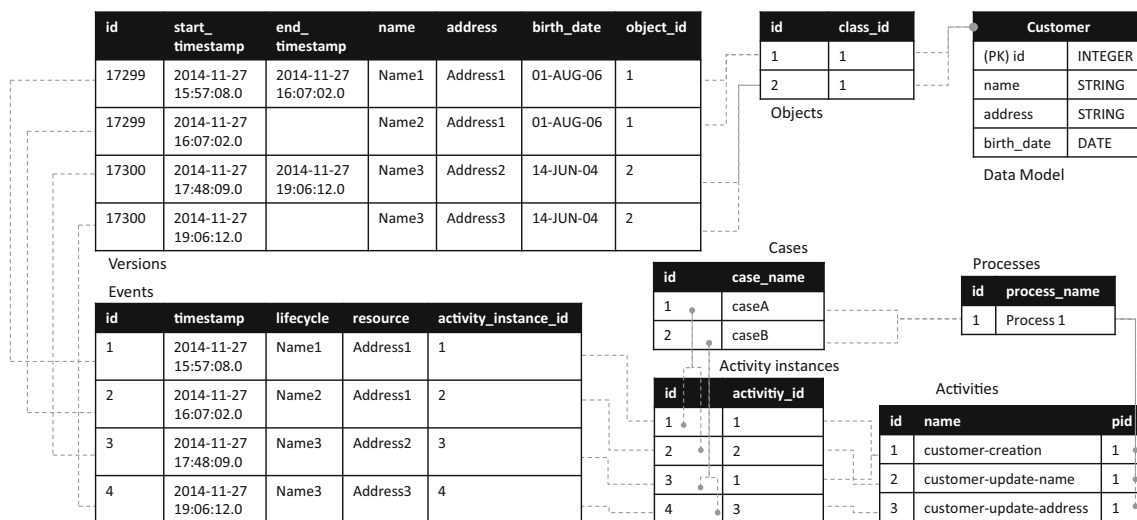 id start_ end_ name address birth_date object_id
timestamp timestamp
17299 2014-11-27 2014-11-27 Name1 Address1 01-AUG-06 1
15:57:08.0 16:07:02.0
17299 2014-11-27 Name2 Address1 01-AUG-06 1
16:07:02.0
17300 2014-11-27 2014-11-27 Name3 Address2 14-JUN-04 2
17:48:09.0 19:06:12.0
17300 2014-11-27 Name3 Address3 14-JUN-04 2
19:06:12.0
Versions
id class_id
1 1
2 1
Objects
Customer
(PK) id INTEGER
name STRING
address STRING
birth_date DATE
Data Model
Events
id timestamp lifecycle resource activity_instance_id
1 2014-11-27 Name1 Address1 1
15:57:08.0
2 2014-11-27 Name2 Address1 2
16:07:02.0
3 2014-11-27 Name3 Address2 3
17:48:09.0
4 2014-11-27 Name3 Address3 4
19:06:12.0
Cases
id case_name
1 caseA
2 caseB
Processes
id process_name
1 Process 1
Activity instances
id activitiy_id
1 1
2 2
3 1
4 3
Activities
id name pid
1 customer-creation 1
2 customer-update-name 1
3 customer-update-address 1